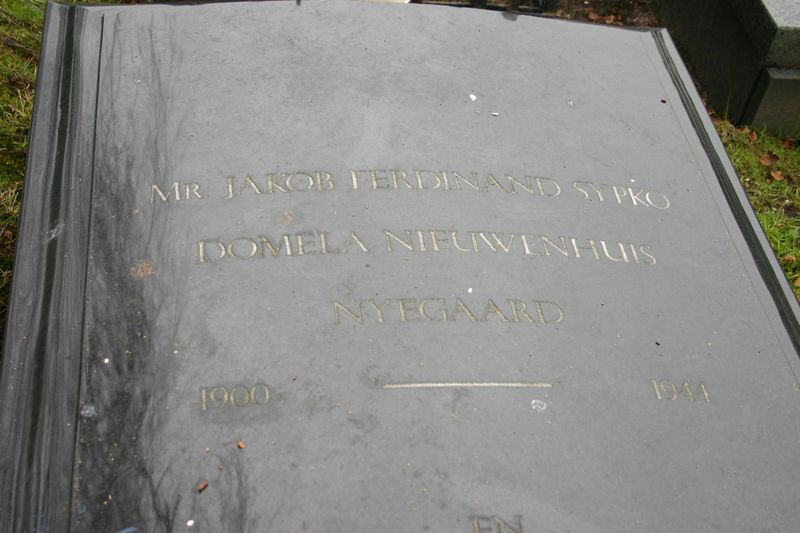 MR. JAKOB FERDINAND SYPKO
DOMELA NIEUWENHUIS
NYEGAARD
1900 — 1944
EN